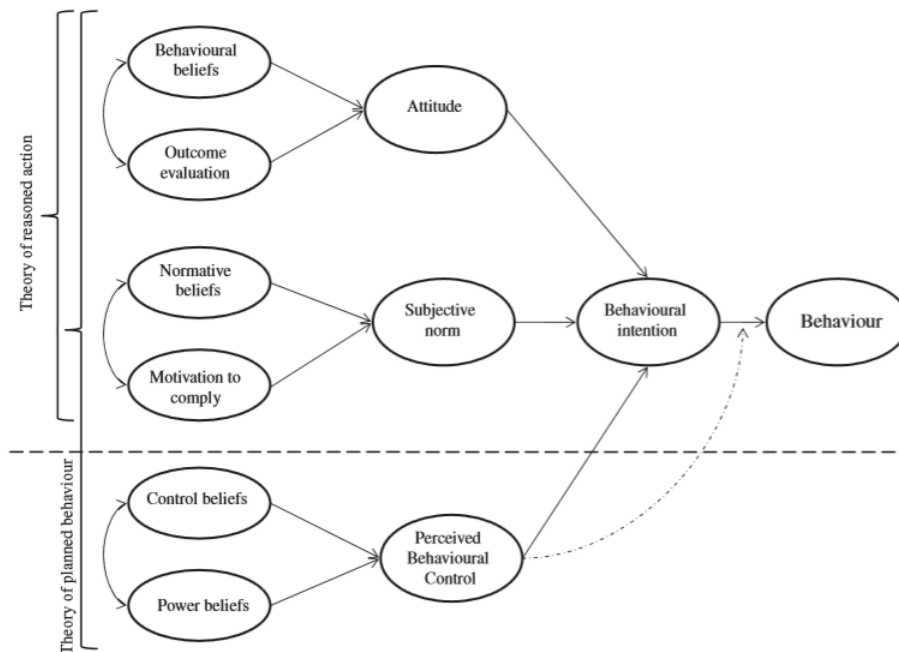 Theory of reasoned action
Behavioural
beliefs
Outcome
evaluation
Attitude
Normative
beliefs
Motivation to
comply
Subjective
norm
Behavioural
intention
Behaviour
Theory of planned behaviour
Control beliefs
Power beliefs
Perceived
Behavioural
Control